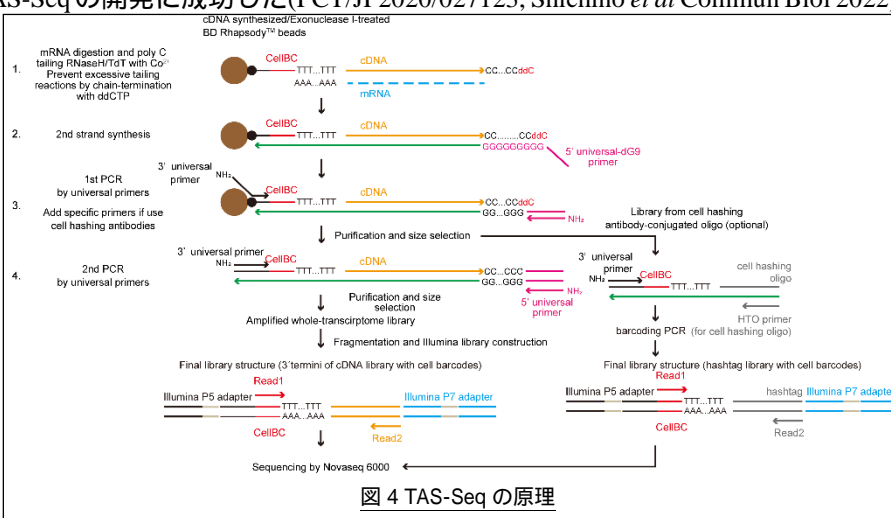 AS-Seqの開発に成功した(PCT/JP2020/027123, Shichino et al Commun Biol 2022
cDNA synthesized/Exonuclease I-treated
BD Rhapsody™ beads
1.
mRNA digestion and poly C
tailing RNaseH/TdT with Co²⁺
Prevent excessive tailing
reactions by chain-termination
with ddCTP
CellBC
TTT...TTT
cDNA
CC...CCddC
AAA...AAA
mRNA
2.
2nd strand synthesis
CellBC
TTT...TTT
cDNA
CC........CCddC
GGGGGGGGG
5' universal-dG9
primer
3' universal
primer
NH₂
3.
1st PCR
by universal primers
Add specific primers if use
cell hashing antibodies
CellBC
TTT...TTT
cDNA
CC...CCddC
GG...GGG
NH₂
Purification and size selection
Library from cell hashing
antibody-conjugated oligo (optional)
4.
2nd PCR
by universal primers
3' universal primer
NH₂
CellBC
TTT...TTT
cDNA
CC...CCC
NH₂
5' universal
primer
3' universal
primer
NH₂
CellBC
TTT...TTT
cell hashing
oligo
HTO primer
(for cell hashing oligo)
Purification and size
selection
Amplified whole-transcirptome library
barcoding PCR
Fragmentation and Illumina library construction
Final library structure (3´termini of cDNA library with cell barcodes)
Read1
Illumina P5 adapter
TTT...TTT
Illumina P7 adapter
AAA...AAA
CellBC
Read2
Final library structure (hashtag library with cell barcodes)
Read1
Illumina P5 adapter
TTT...TTT
hashtag
Illumina P7 adapter
AAA...AAA
CellBC
Read2
Sequencing by Novaseq 6000
図 4 TAS-Seq の原理